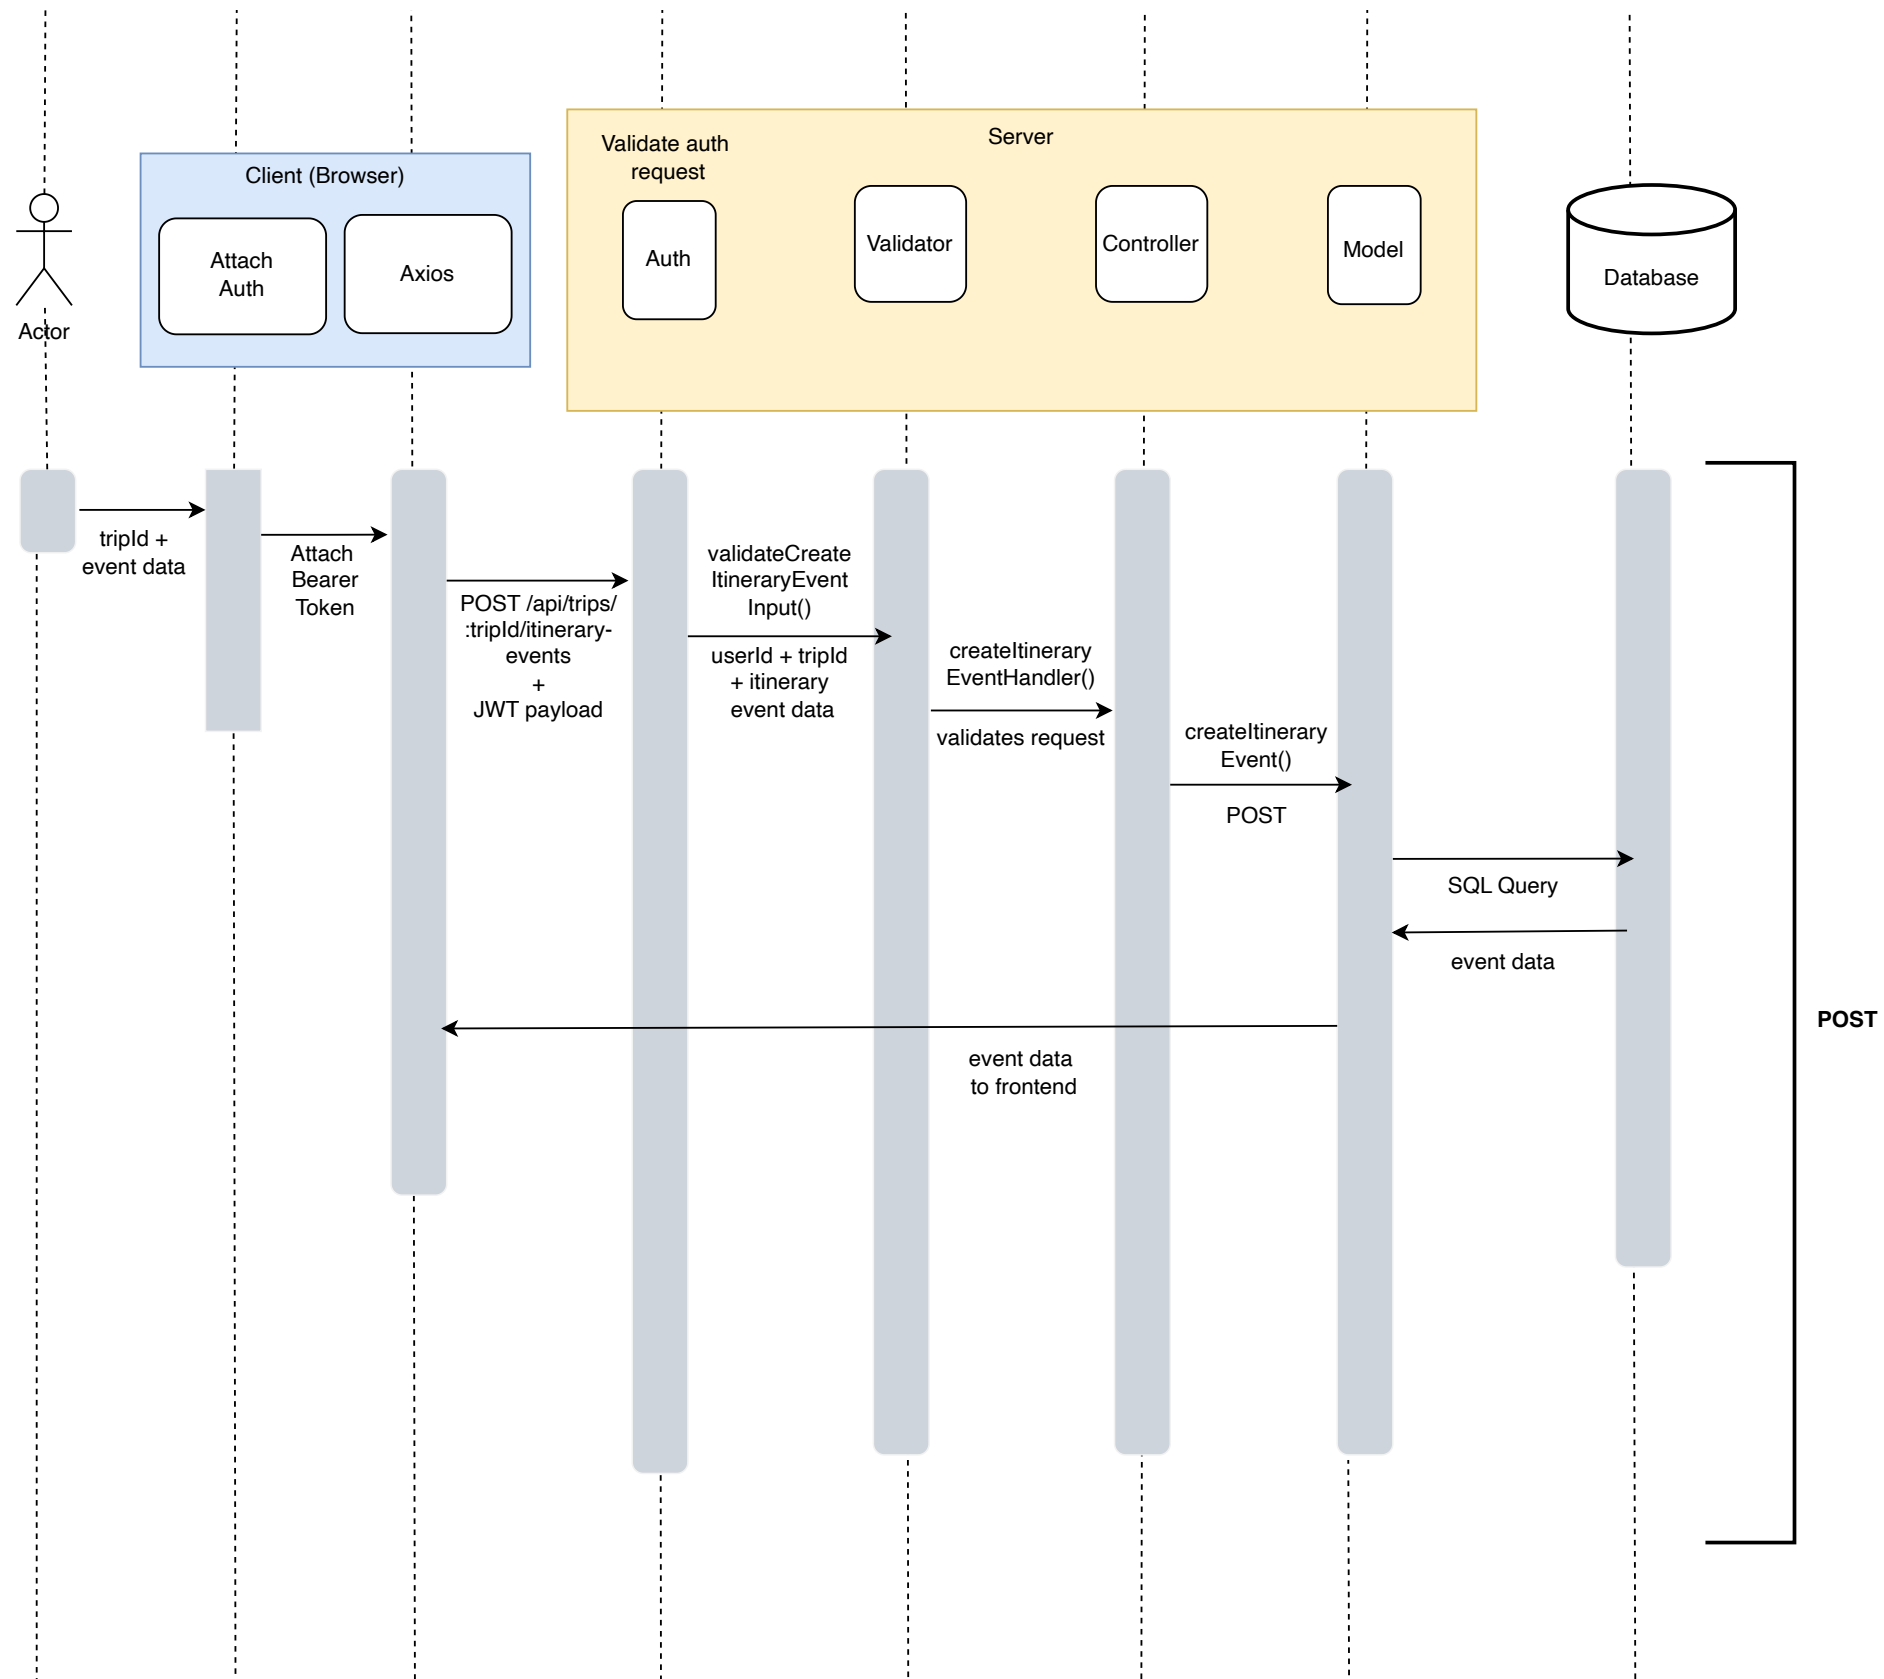 Client (Browser)
Attach
Auth
Axios
Actor
Server
Validate auth
request
Auth
Validator
Controller
Model
Database
tripId +
event data
Attach
Bearer
Token
POST /api/trips/
:tripId/itinerary-
events
+
JWT payload
validateCreate
ItineraryEvent
Input()
userId + tripId
+ itinerary
event data
createItinerary
EventHandler()
validates request
createItinerary
Event()
POST
SQL Query
event data
event data
to frontend
POST